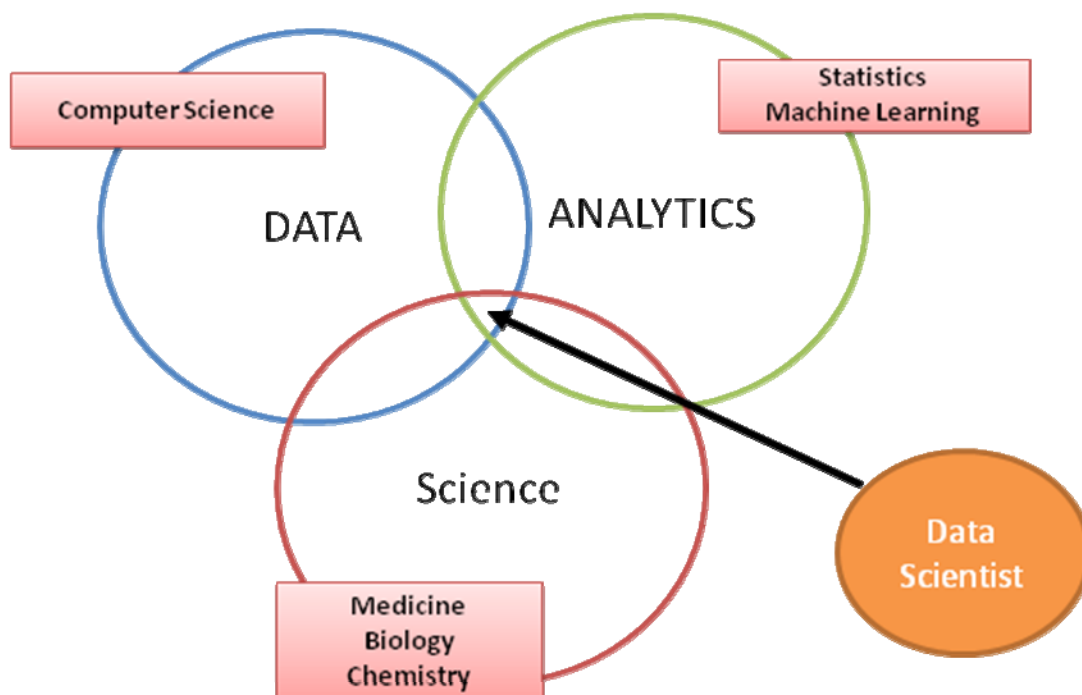 Computer Science
Statistics
Machine Learning
DATA
ANALYTICS
Science
Data
Scientist
Medicine
Biology
Chemistry